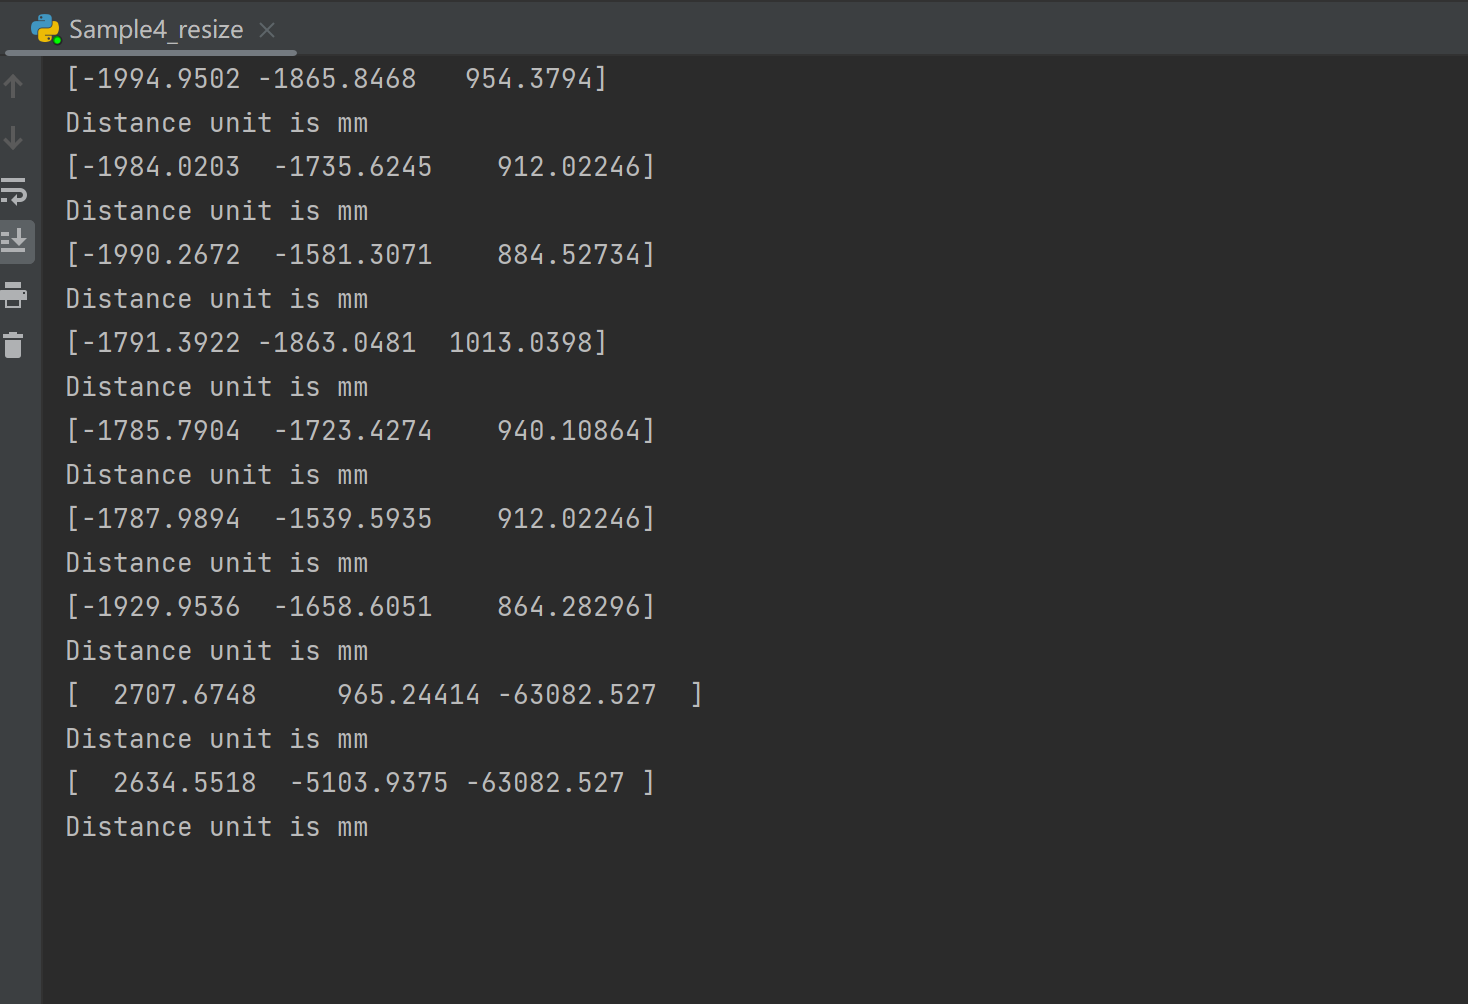 Sample4_resize
[-1994.9502 -1865.8468   954.3794]
Distance unit is mm
[-1984.0203  -1735.6245    912.02246]
Distance unit is mm
[-1990.2672  -1581.3071    884.52734]
Distance unit is mm
[-1791.3922 -1863.0481  1013.0398]
Distance unit is mm
[-1785.7904  -1723.4274    940.10864]
Distance unit is mm
[-1787.9894  -1539.5935    912.02246]
Distance unit is mm
[-1929.9536  -1658.6051    864.28296]
Distance unit is mm
[  2707.6748     965.24414 -63082.527  ]
Distance unit is mm
[  2634.5518  -5103.9375 -63082.527 ]
Distance unit is mm